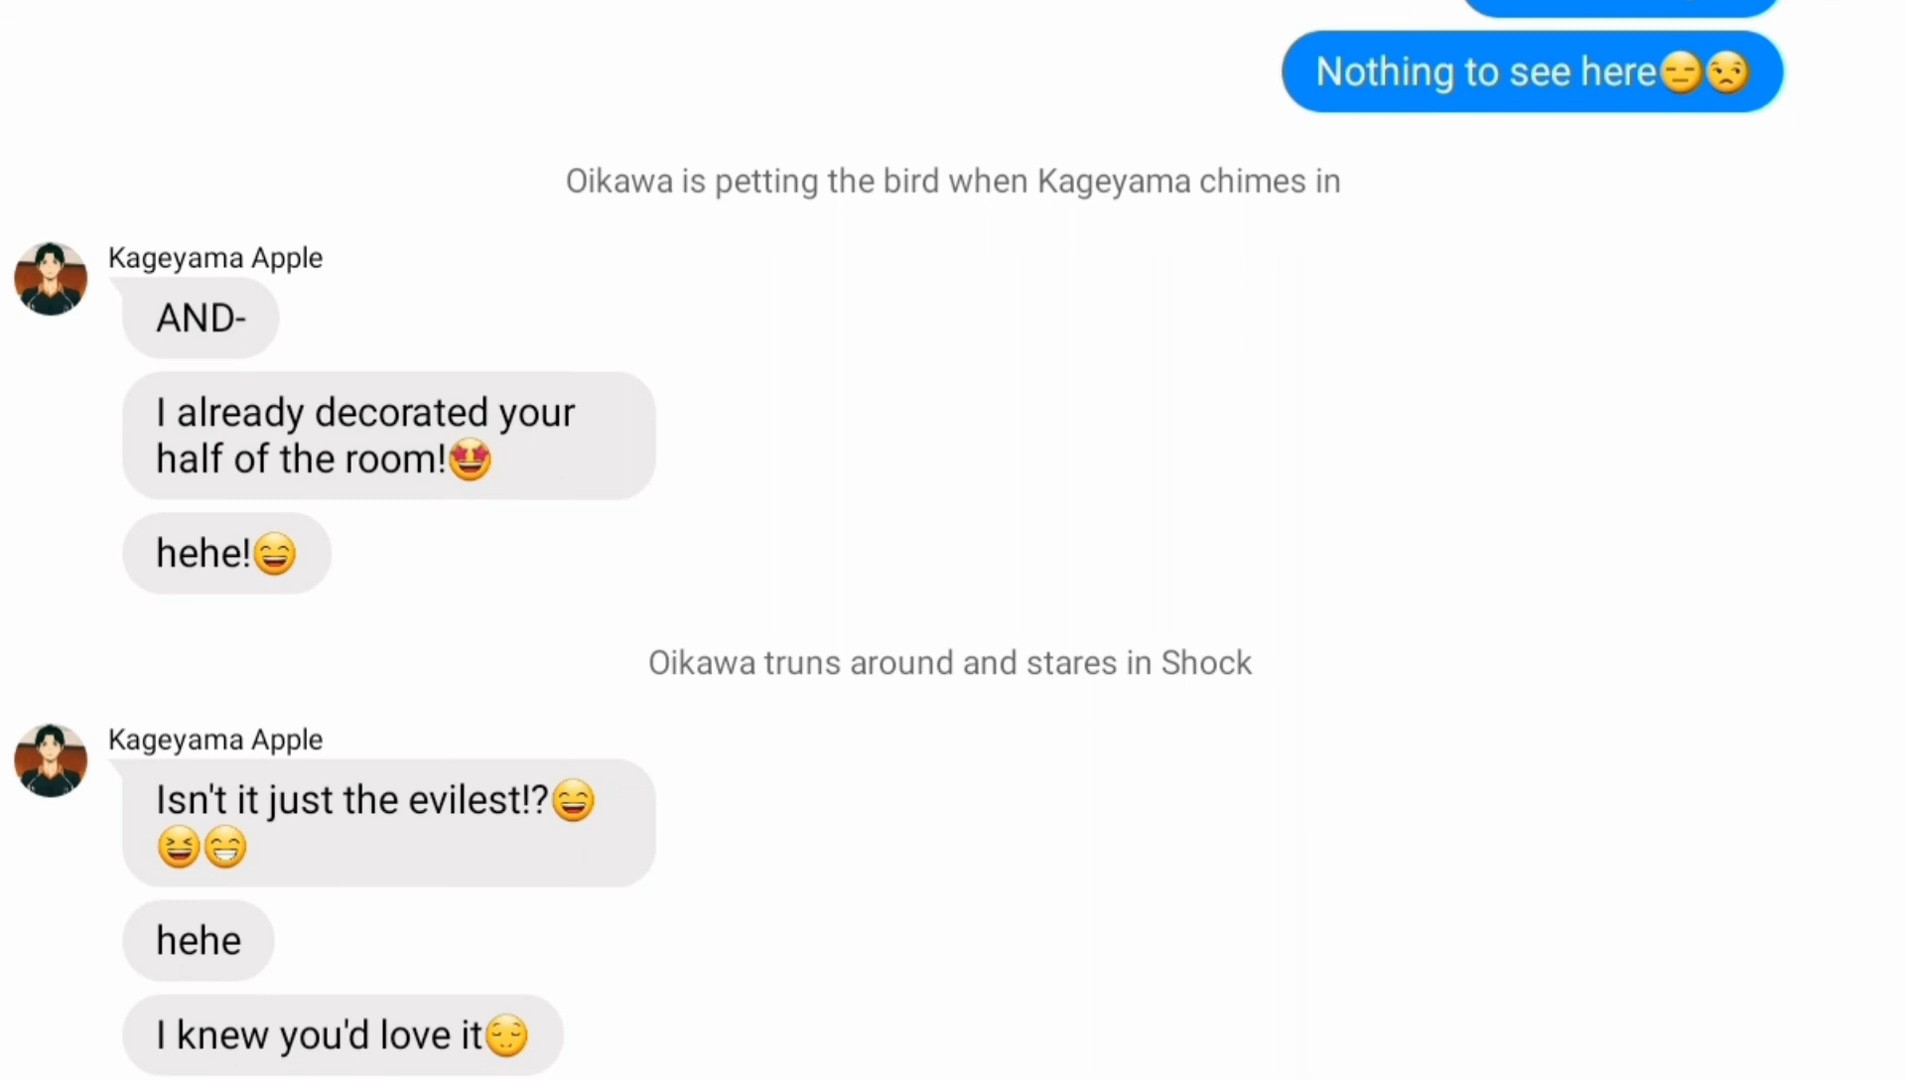 Nothing to see here😑😒
Oikawa is petting the bird when Kageyama chimes in
Kageyama Apple
AND-
I already decorated your
half of the room!🤩
hehe!😄
Oikawa truns around and stares in Shock
Kageyama Apple
Isn't it just the evilest!?😄
😆😁
hehe
I knew you'd love it😌